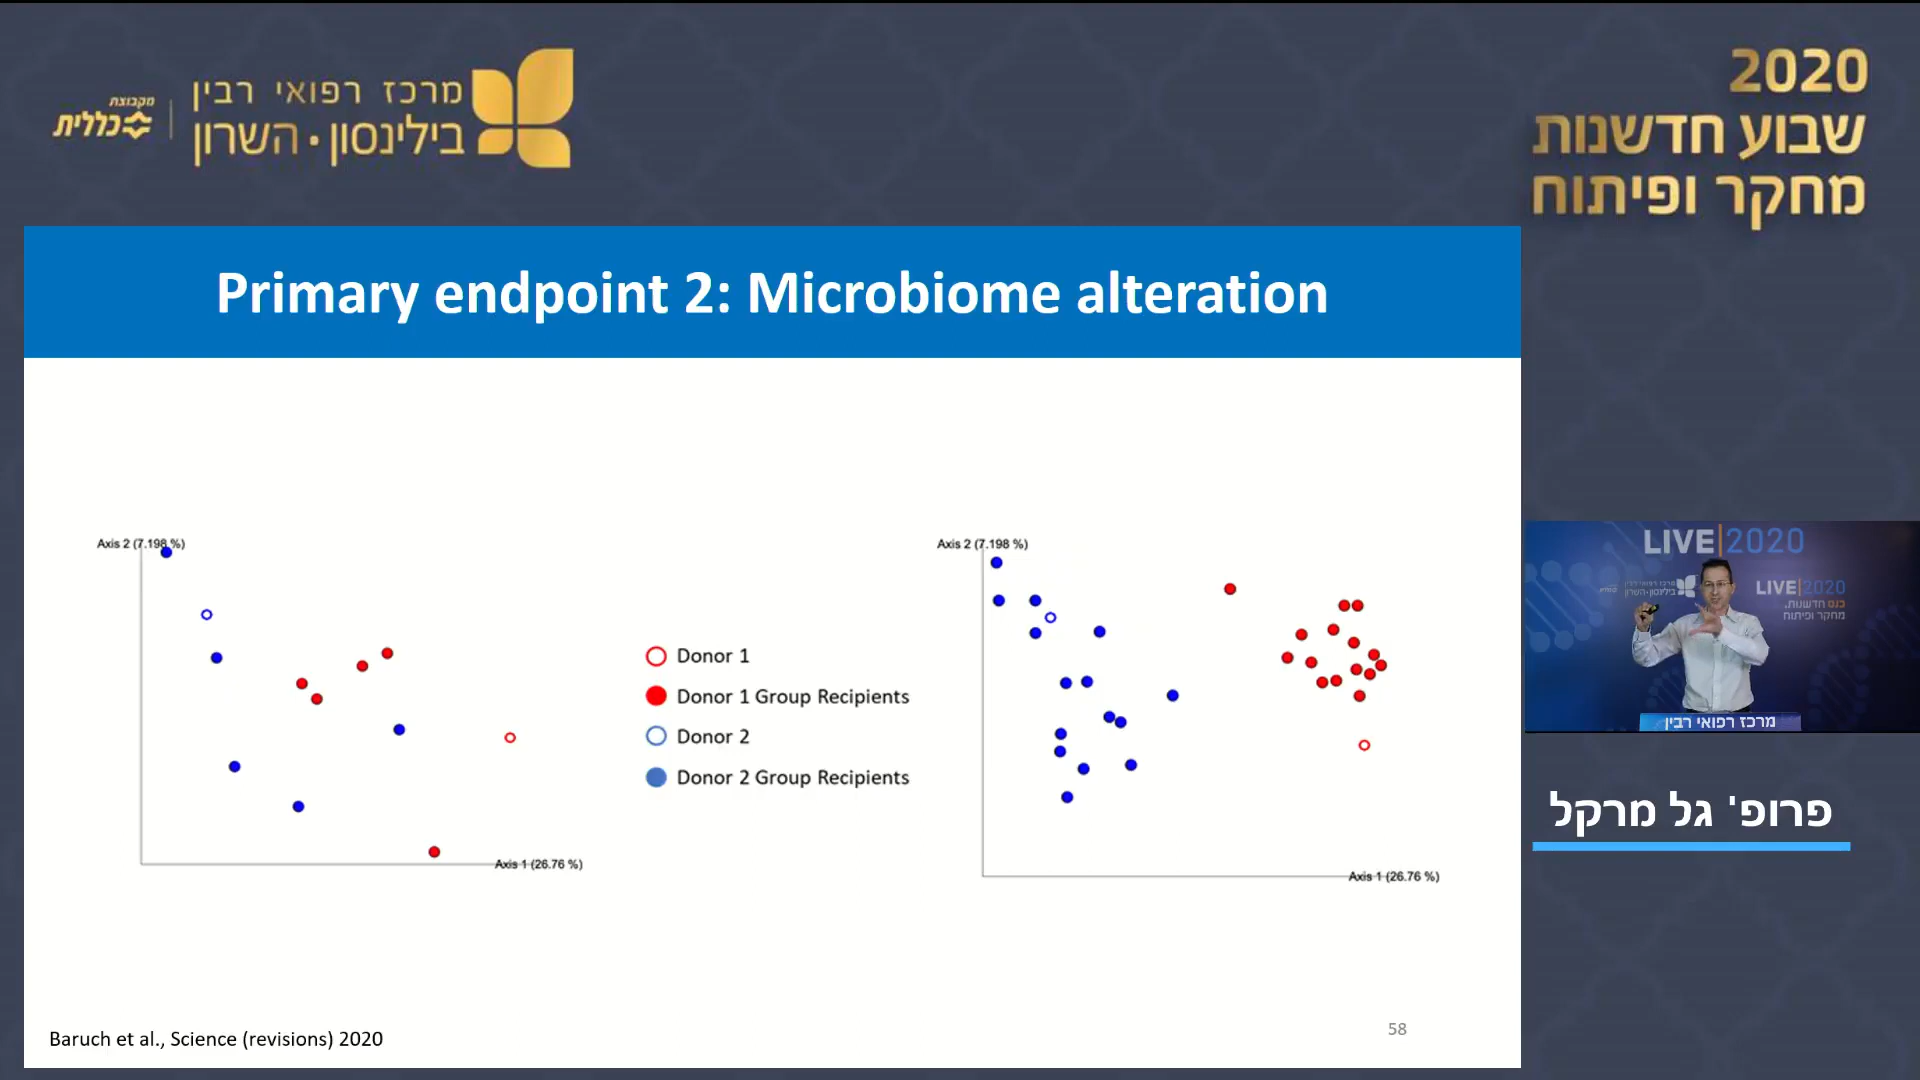 מקבוצת
כללית
מרכז רפואי רבין
בילינסון • השרון
2020
שבוע חדשנות
מחקר ופיתוח
Primary endpoint 2: Microbiome alteration
Axis 2 (7.198 %)
Axis 1 (26.76 %)
Donor 1
Donor 1 Group Recipients
Donor 2
Donor 2 Group Recipients
Axis 2 (7.198 %)
Axis 1 (26.76 %)
Baruch et al., Science (revisions) 2020
58
LIVE|2020
LIVE|2020
כנס חדשנות,
מחקר ופיתוח
מרכז רפואי רבין
פרופ' גל מרקל